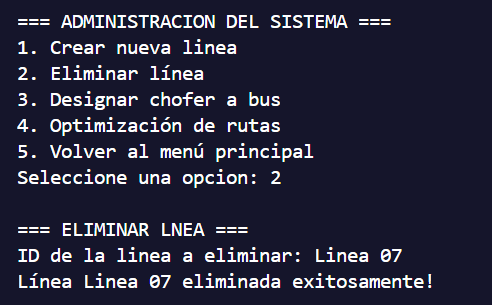 === ADMINISTRACION DEL SISTEMA ===
1. Crear nueva linea
2. Eliminar línea
3. Designar chofer a bus
4. Optimización de rutas
5. Volver al menú principal
Seleccione una opcion: 2
=== ELIMINAR LNEA ===
ID de la linea a eliminar: Linea 07
Línea Linea 07 eliminada exitosamente!